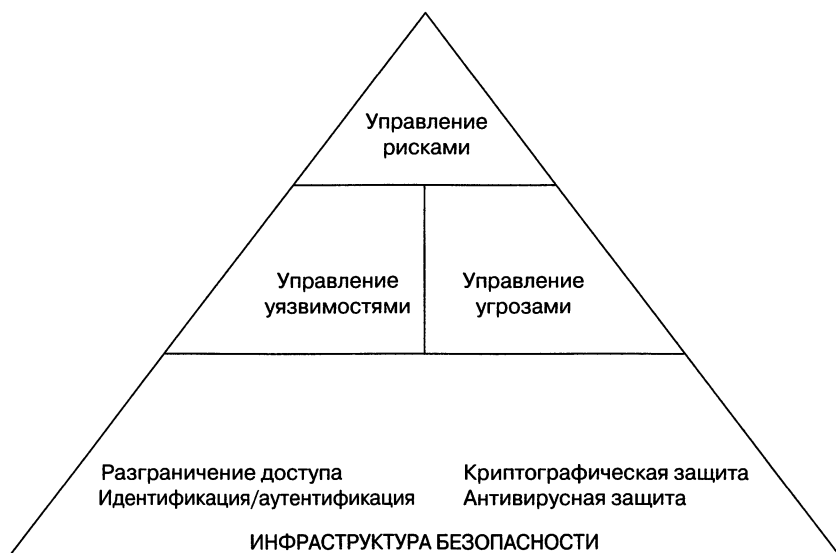 Управление
рисками
Управление
уязвимостями
Управление
угрозами
Разграничение доступа
Идентификация/аутентификация
Криптографическая защита
Антивирусная защита
ИНФРАСТРУКТУРА БЕЗОПАСНОСТИ